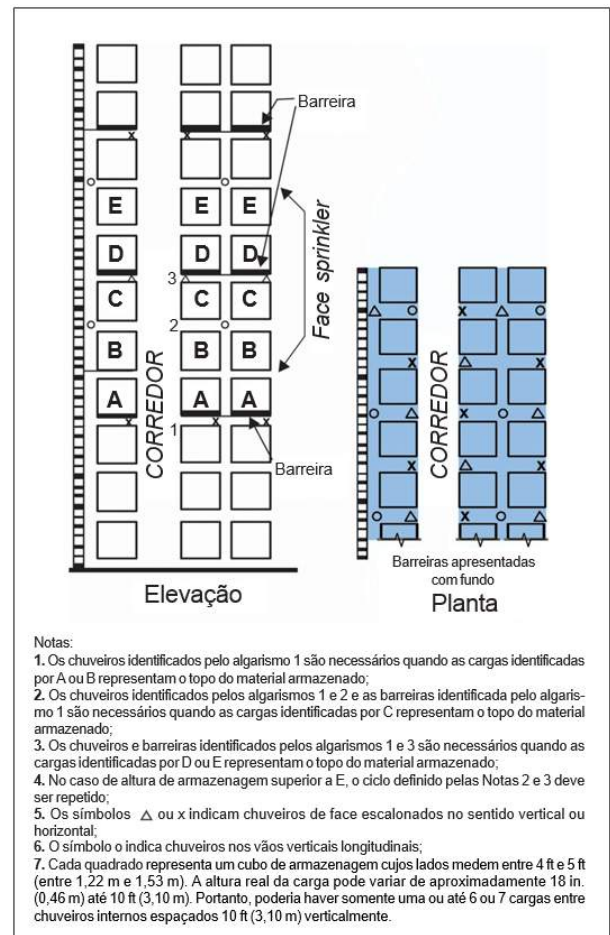 Barreira
E
E
E
D
D
D
3
C
C
C
2
B
B
B
A
A
A
1
CORREDOR
Face sprinkler
Barreira
Elevação
CORREDOR
Barreiras apresentadas
com fundo
Planta
Notas:
1. Os chuveiros identificados pelo algarismo 1 são necessários quando as cargas identificadas
por A ou B representam o topo do material armazenado;
2. Os chuveiros identificados pelos algarismos 1 e 2 e as barreiras identificada pelo algaris-
mo 1 são necessários quando as cargas identificadas por C representam o topo do material
armazenado;
3. Os chuveiros e barreiras identificados pelos algarismos 1 e 3 são necessários quando as
cargas identificadas por D ou E representam o topo do material armazenado;
4. No caso de altura de armazenagem superior a E, o ciclo definido pelas Notas 2 e 3 deve
ser repetido;
5. Os símbolos △ ou x indicam chuveiros de face escalonados no sentido vertical ou
horizontal;
6. O símbolo o indica chuveiros nos vãos verticais longitudinais;
7. Cada quadrado representa um cubo de armazenagem cujos lados medem entre 4 ft e 5 ft
(entre 1,22 m e 1,53 m). A altura real da carga pode variar de aproximadamente 18 in.
(0,46 m) até 10 ft (3,10 m). Portanto, poderia haver somente uma ou até 6 ou 7 cargas entre
chuveiros internos espaçados 10 ft (3,10 m) verticalmente.